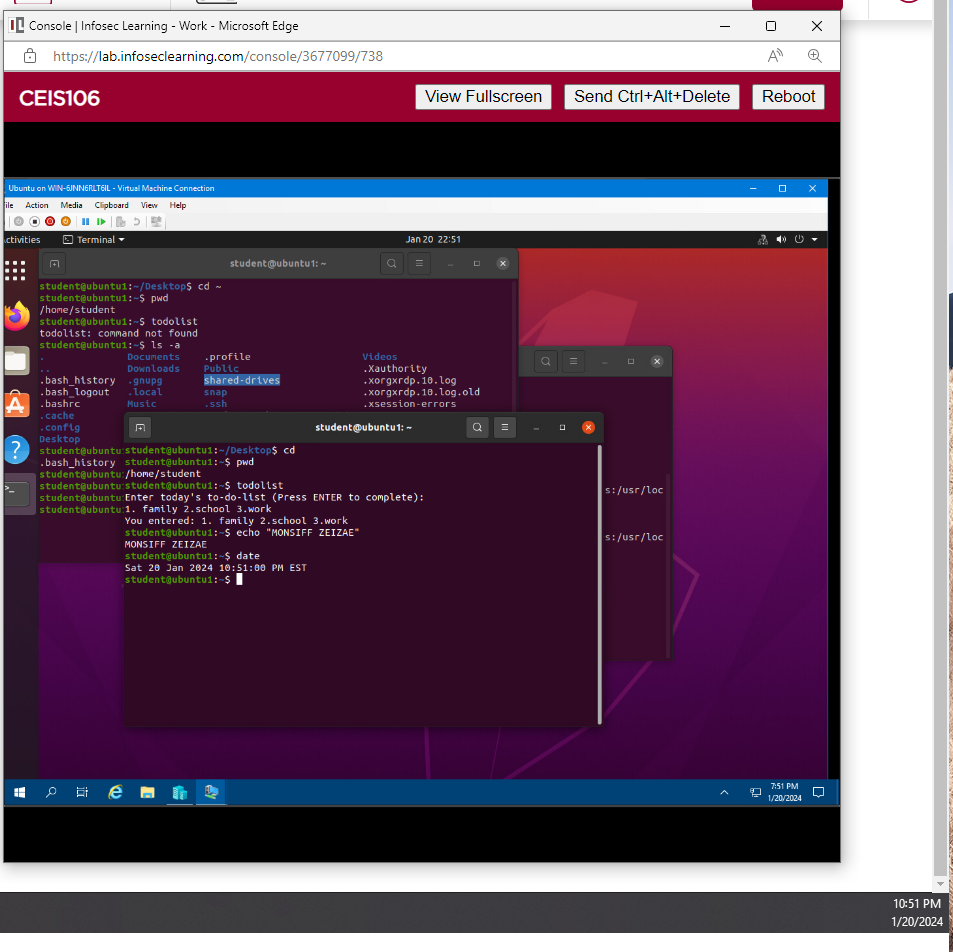 Console | Infosec Learning - Work - Microsoft Edge
https://lab.infoseclearning.com/console/3677099/738
CEIS106
View Fullscreen
Send Ctrl+Alt+Delete
Reboot
Ubuntu on WIN-6JNN6RLT6IL - Virtual Machine Connection
ile Action Media Clipboard View Help
ctivities
Terminal
Jan 20 22:51
student@ubuntu1: ~
student@ubuntu1:~/Desktop$ cd ~
student@ubuntu1:~$ pwd
/home/student
student@ubuntu1:~$ todolist
todolist: command not found
student@ubuntu1:~$ ls -a
. Documents .profile Videos
.. Downloads Public .Xauthority
.bash_history .gnupg shared-drives .xorgxrdp.10.log
.bash_logout .local snap .xorgxrdp.10.log.old
.bashrc Music .ssh .xsession-errors
.cache
.config
Desktop
student@ubuntu
.bash_history
student@ubuntu
student@ubuntu
student@ubuntu
student@ubuntu
s:/usr/loc
s:/usr/loc
student@ubuntu1: ~
student@ubuntu1:~/Desktop$ cd
student@ubuntu1:~$ pwd
/home/student
student@ubuntu1:~$ todolist
Enter today's to-do-list (Press ENTER to complete):
1. family 2.school 3.work
You entered: 1. family 2.school 3.work
student@ubuntu1:~$ echo "MONSIFF ZEIZAE"
MONSIFF ZEIZAE
student@ubuntu1:~$ date
Sat 20 Jan 2024 10:51:00 PM EST
student@ubuntu1:~$
7:51 PM
1/20/2024
10:51 PM
1/20/2024